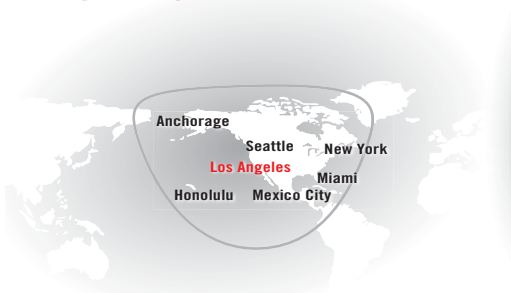 Anchorage
Seattle
New York
Los Angeles
Miami
Honolulu
Mexico City